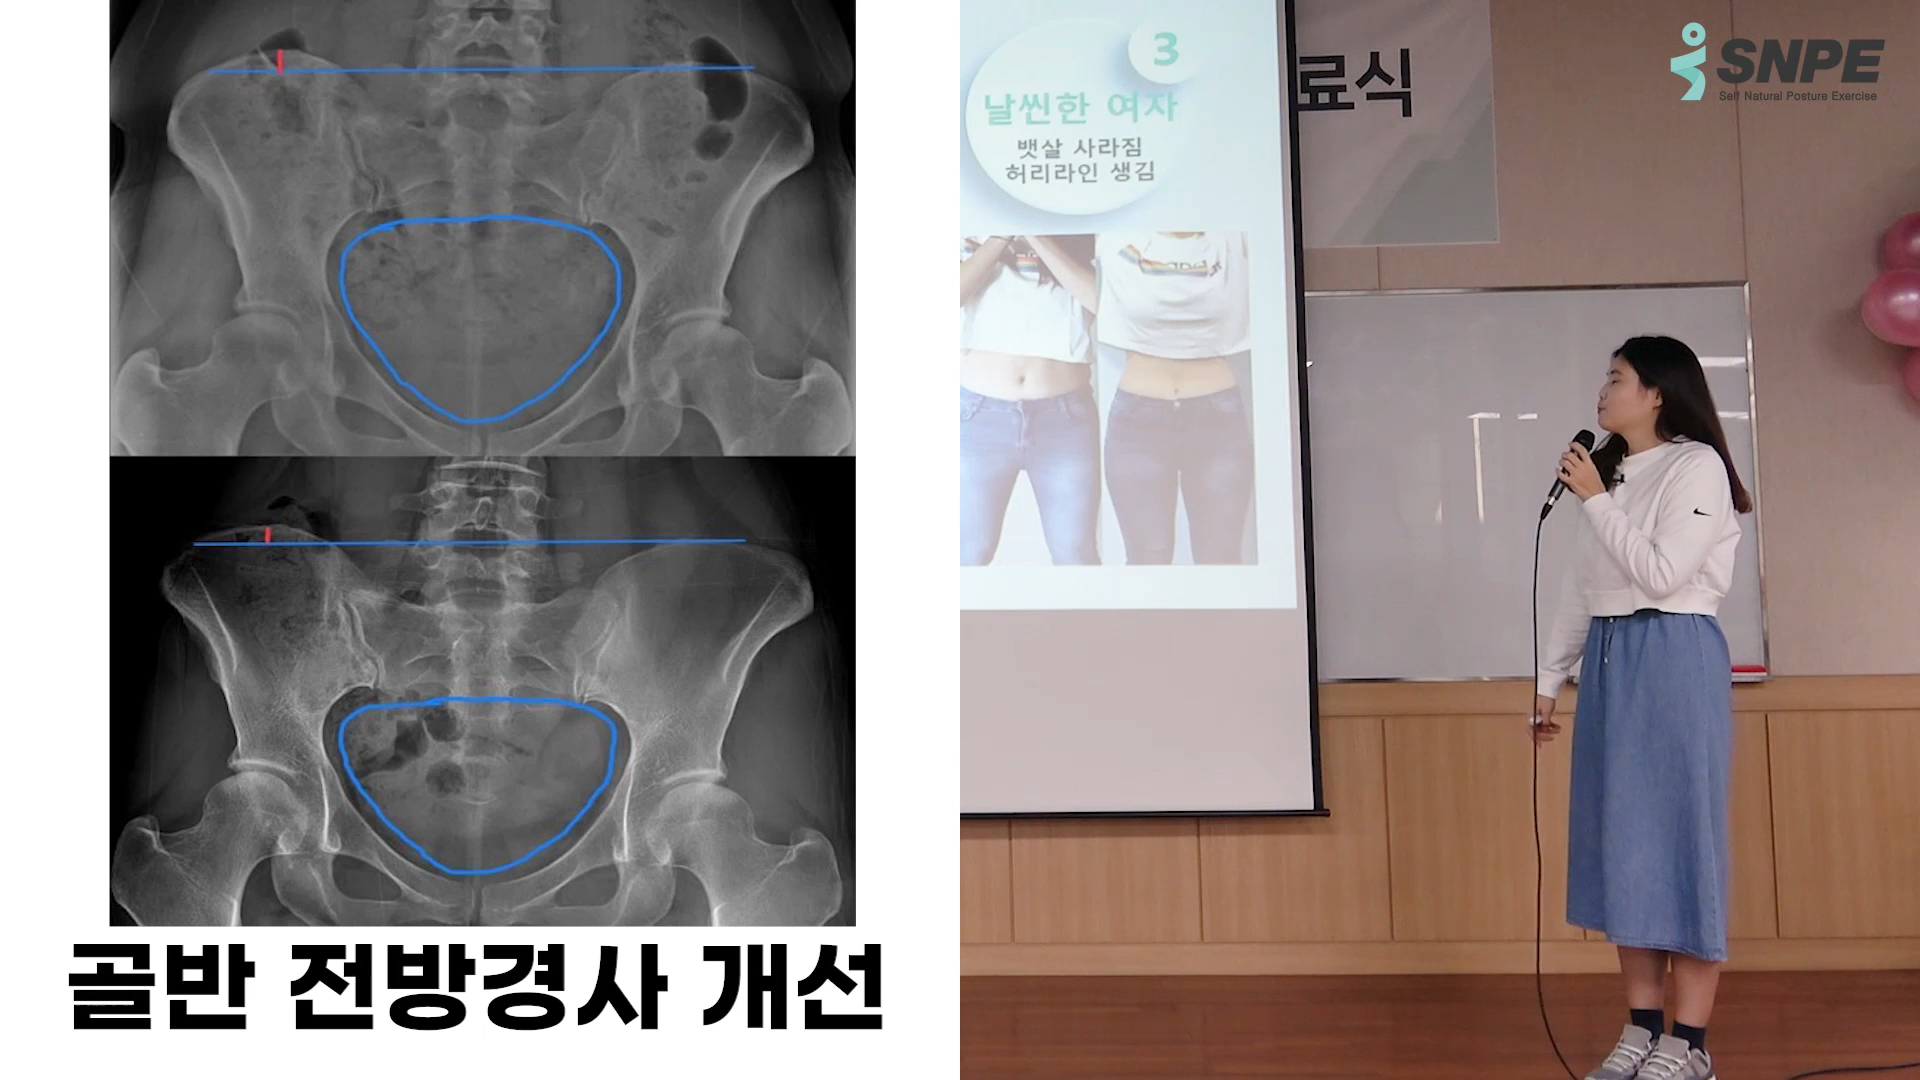 골반 전방경사 개선
3
날씬한 여자
뱃살 사라짐
허리라인 생김
료식
SNPE
Self Natural Posture Exercise